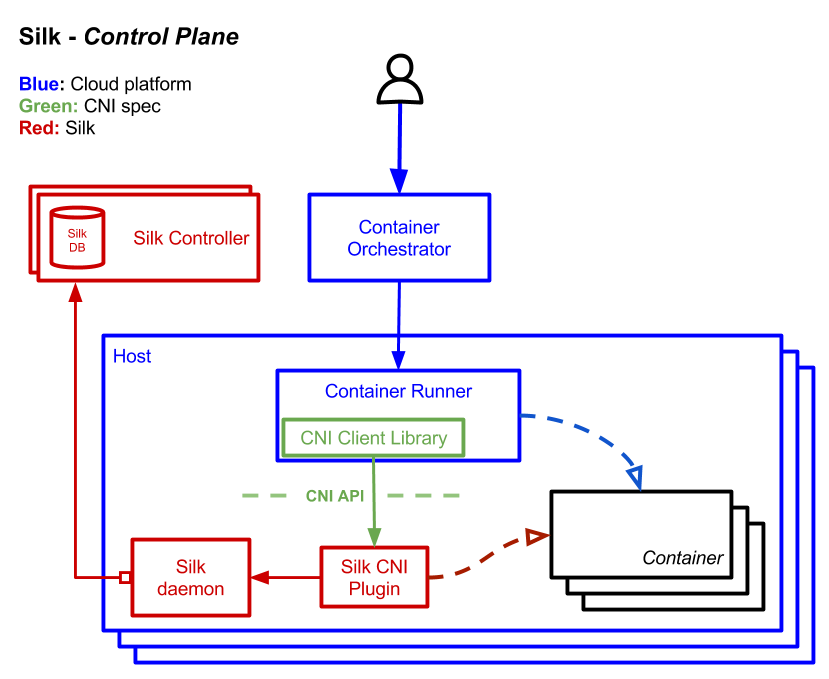 Silk - Control Plane
Blue: Cloud platform
Green: CNI spec
Red: Silk
Silk
DB
Silk Controller
Container
Orchestrator
Host
Container Runner
CNI Client Library
CNI API
Container
Silk
daemon
Silk CNI
Plugin